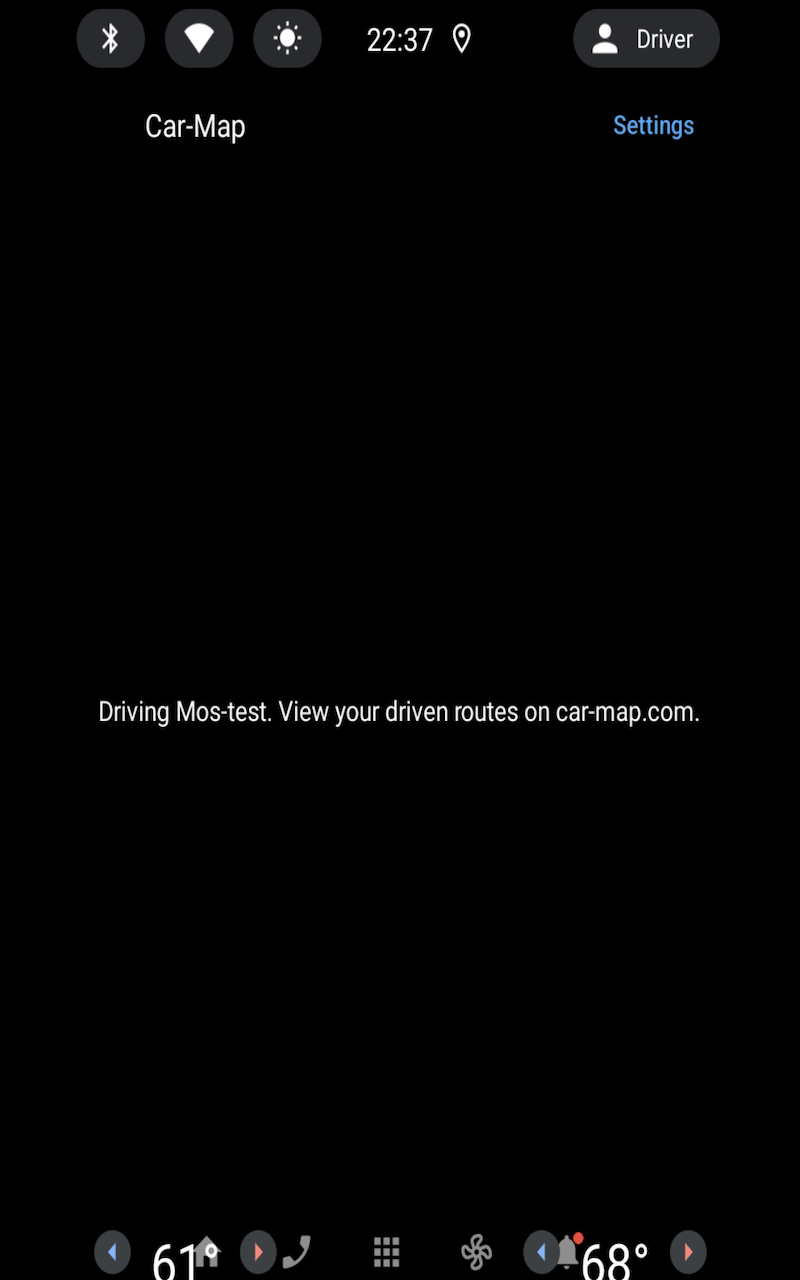 22:37
Driver
Car-Map
Settings
Driving Mos-test. View your driven routes on car-map.com.
61°
68°